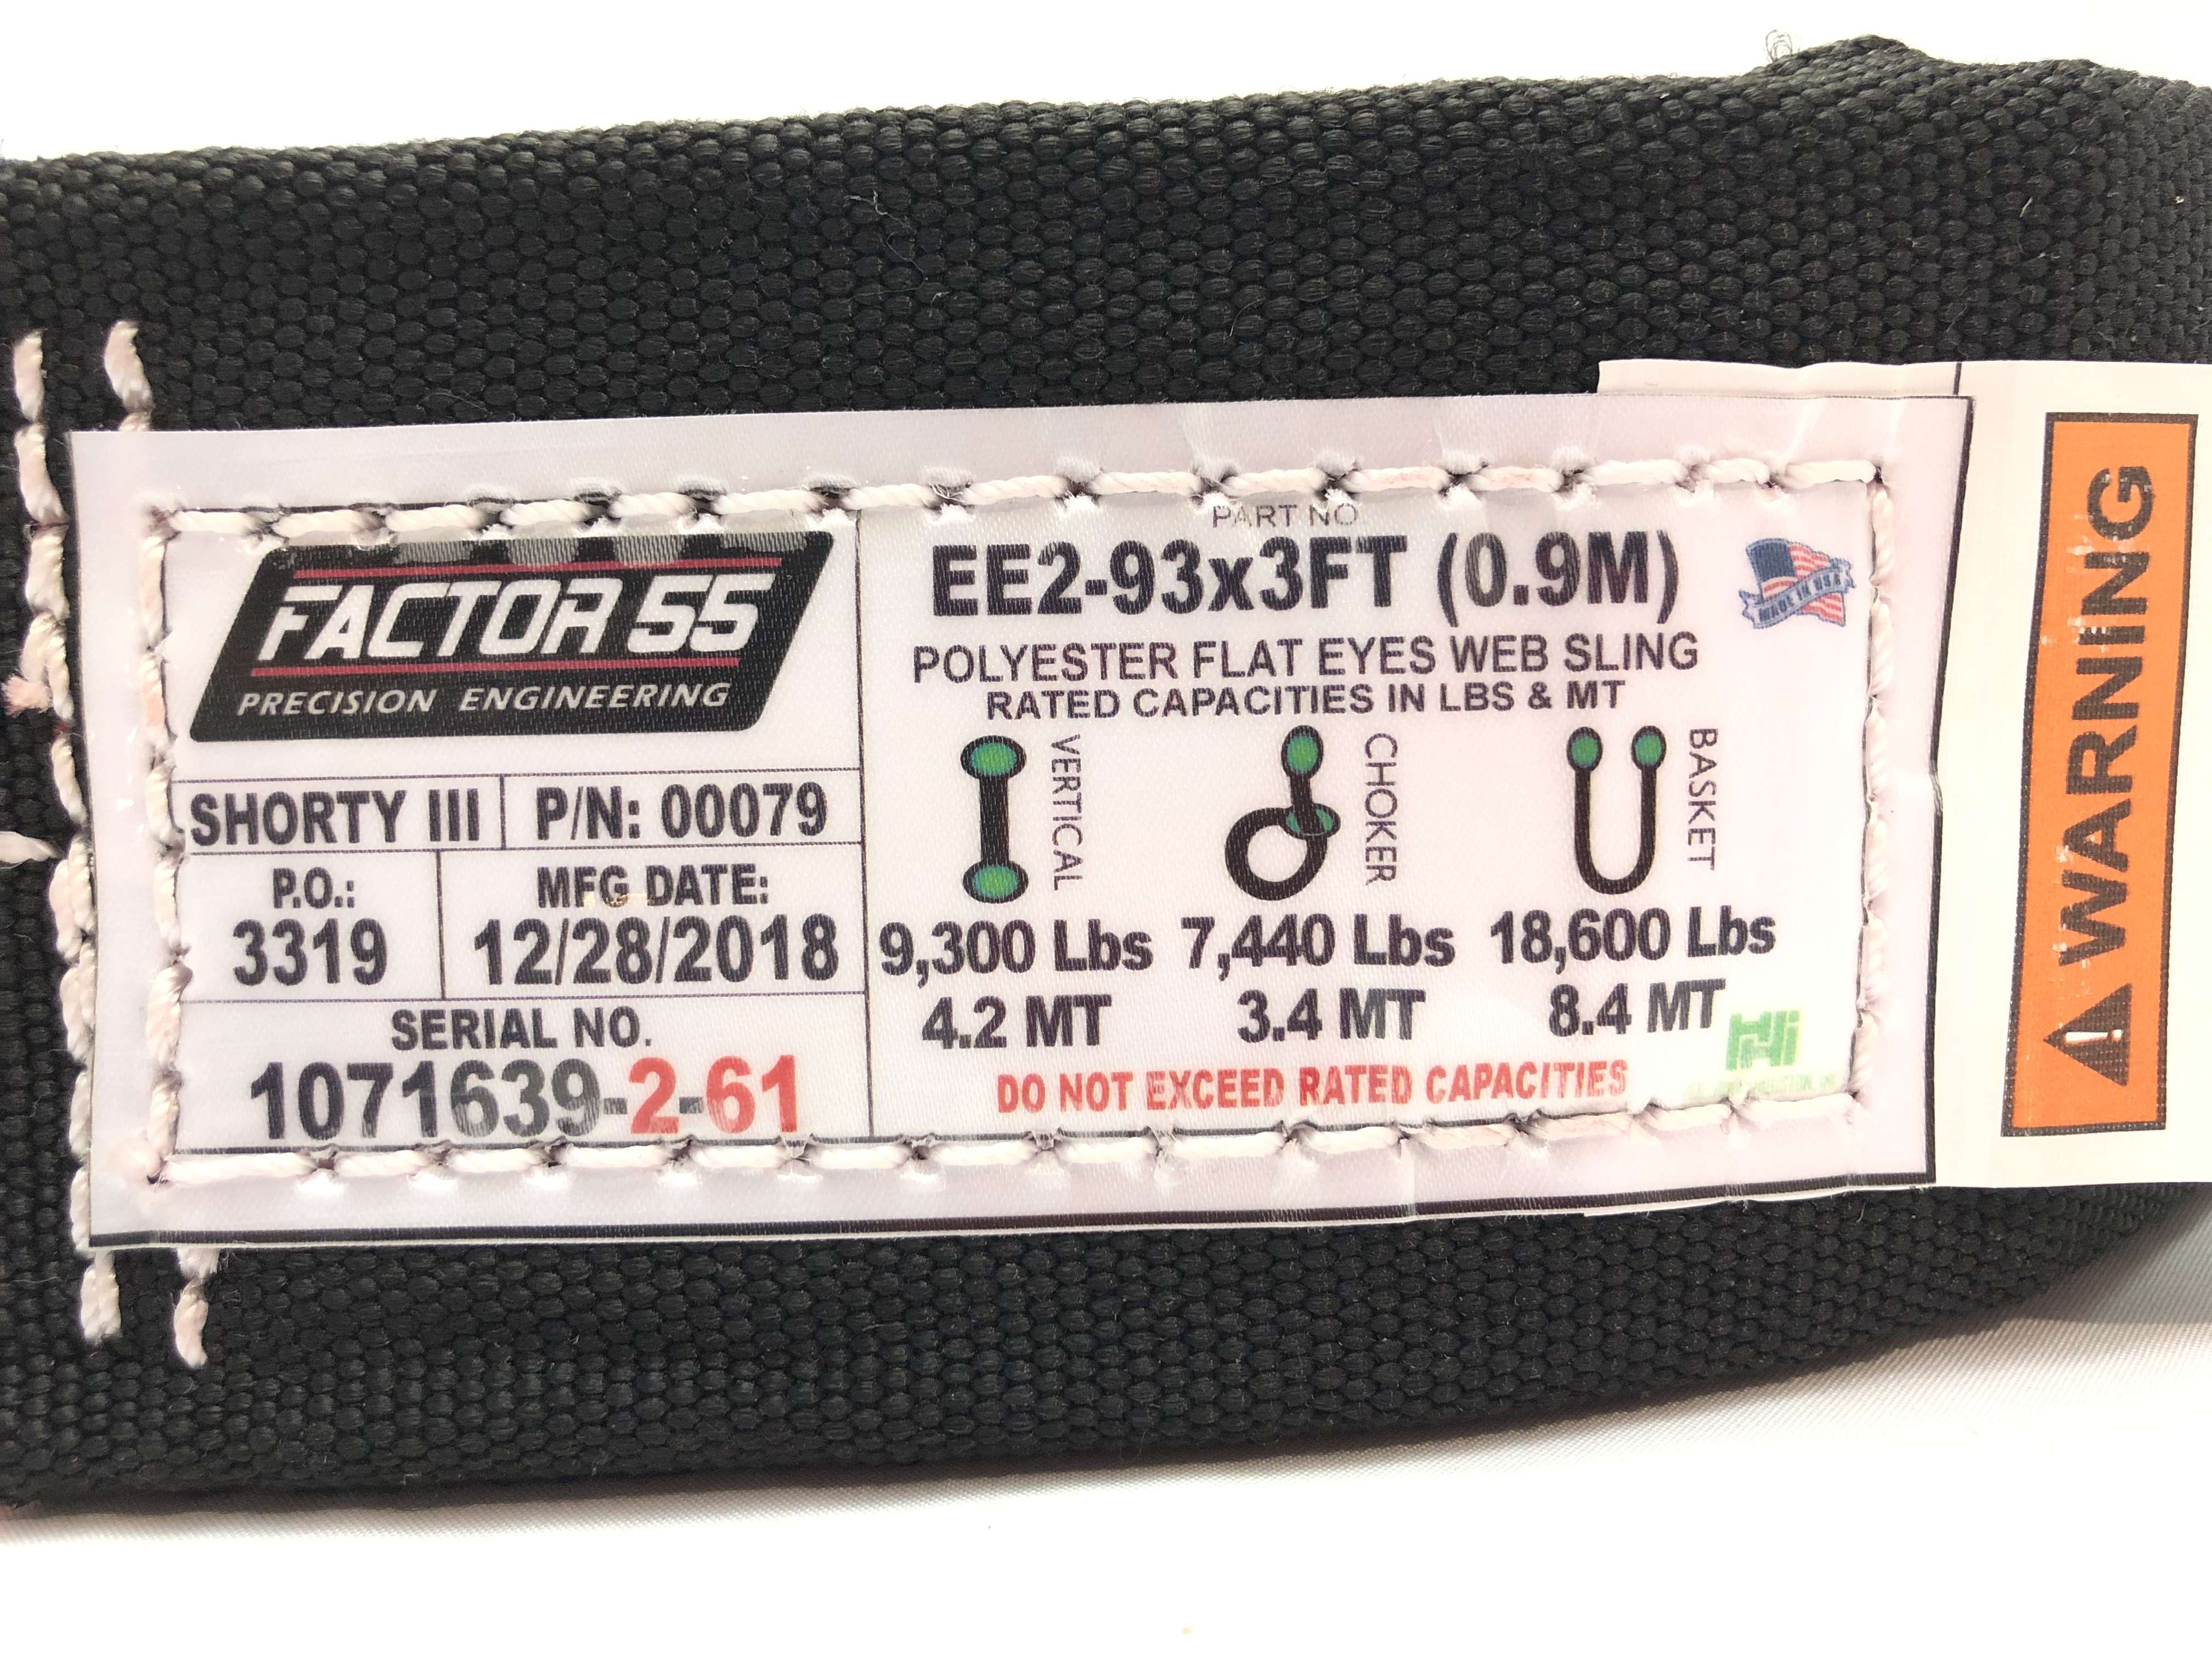 FACTOR 55
PRECISION ENGINEERING
SHORTY III
P/N: 00079
P.O.:
3319
MFG DATE:
12/28/2018
SERIAL NO.
1071639-2-61
PART NO.
EE2-93x3FT (0.9M)
MADE IN USA
POLYESTER FLAT EYES WEB SLING
RATED CAPACITIES IN LBS & MT
VERTICAL
CHOKER
BASKET
9,300 Lbs 7,440 Lbs 18,600 Lbs
4.2 MT 3.4 MT 8.4 MT
DO NOT EXCEED RATED CAPACITIES
WARNING